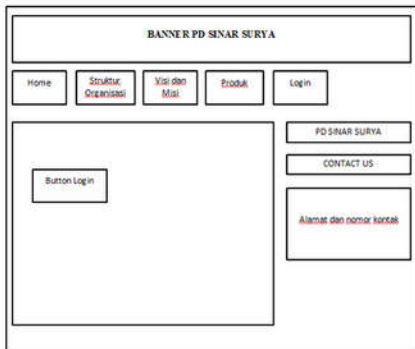 BANNER PD SINAR SURYA
Home
Struktur
Organisasi
Visi dan
Misi
Produk
Login
PD SINAR SURYA
CONTACT US
Button Login
Alamat dan nomor kontak